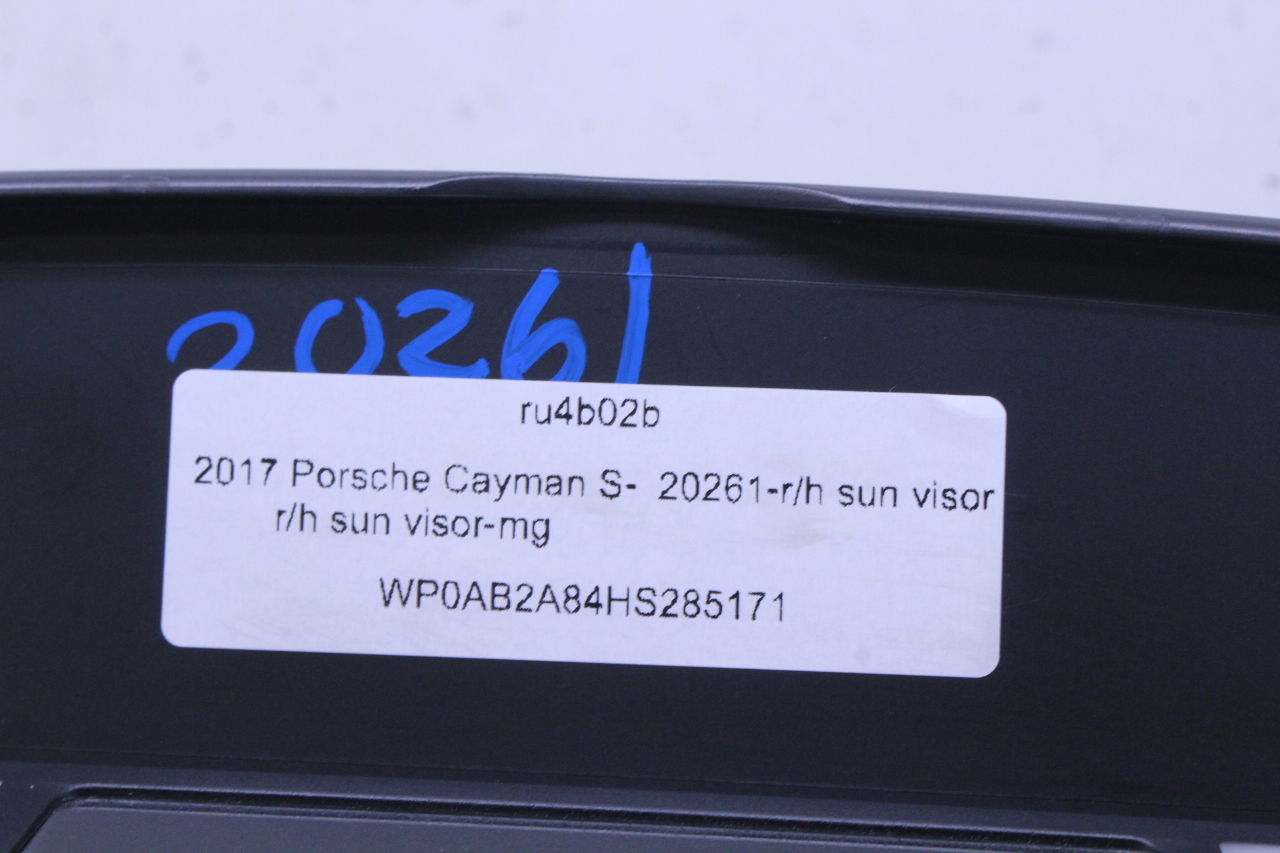 20261
ru4b02b
2017 Porsche Cayman S- 20261-r/h sun visor
r/h sun visor-mg
WP0AB2A84HS285171